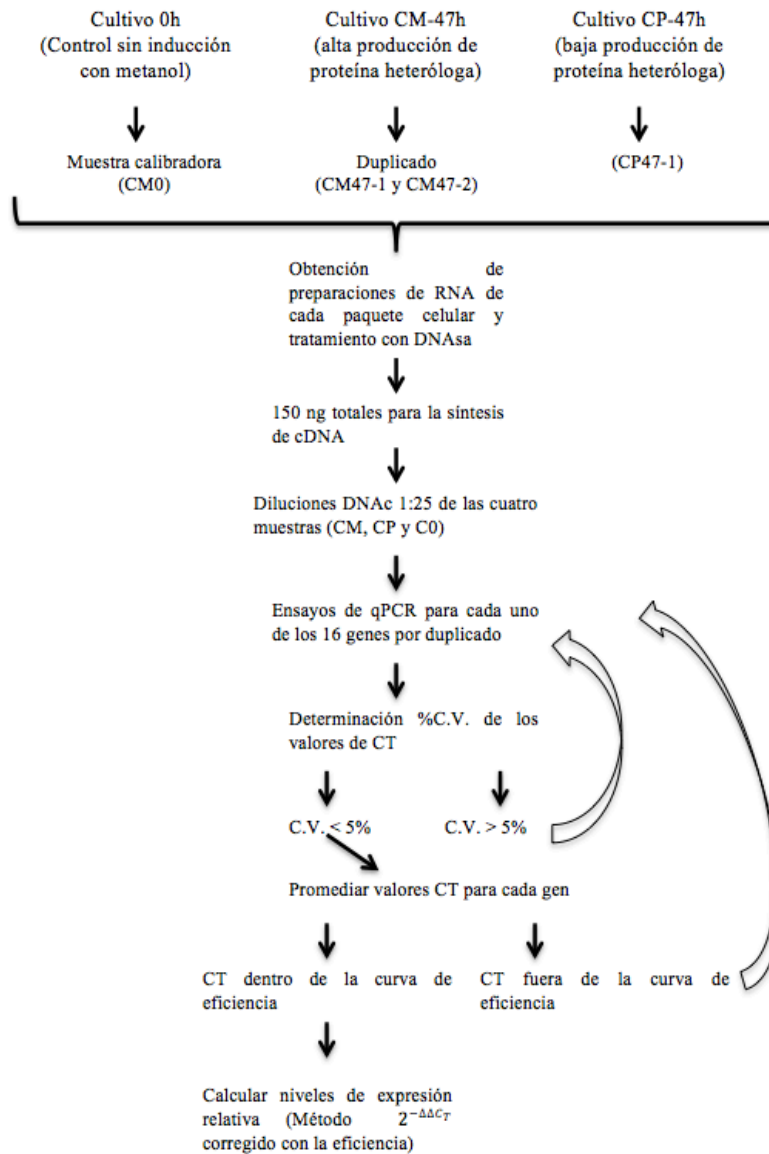 Cultivo 0h
(Control sin inducción
con metanol)
Cultivo CM-47h
(alta producción de
proteína heteróloga)
Cultivo CP-47h
(baja producción de
proteína heteróloga)
Muestra calibradora
(CM0)
Duplicado
(CM47-1 y CM47-2)
(CP47-1)
Obtención de
preparaciones de RNA de
cada paquete celular y
tratamiento con DNAsa
150 ng totales para la síntesis
de cDNA
Diluciones DNAc 1:25 de las cuatro
muestras (CM, CP y C0)
Ensayos de qPCR para cada uno
de los 16 genes por duplicado
Determinación %C.V. de los
valores de CT
C.V. < 5%
C.V. > 5%
Promediar valores CT para cada gen
CT dentro de la curva de
eficiencia
CT fuera de la curva de
eficiencia
Calcular niveles de expresión
relativa (Método 2^{-ΔΔC_T}
corregido con la eficiencia)